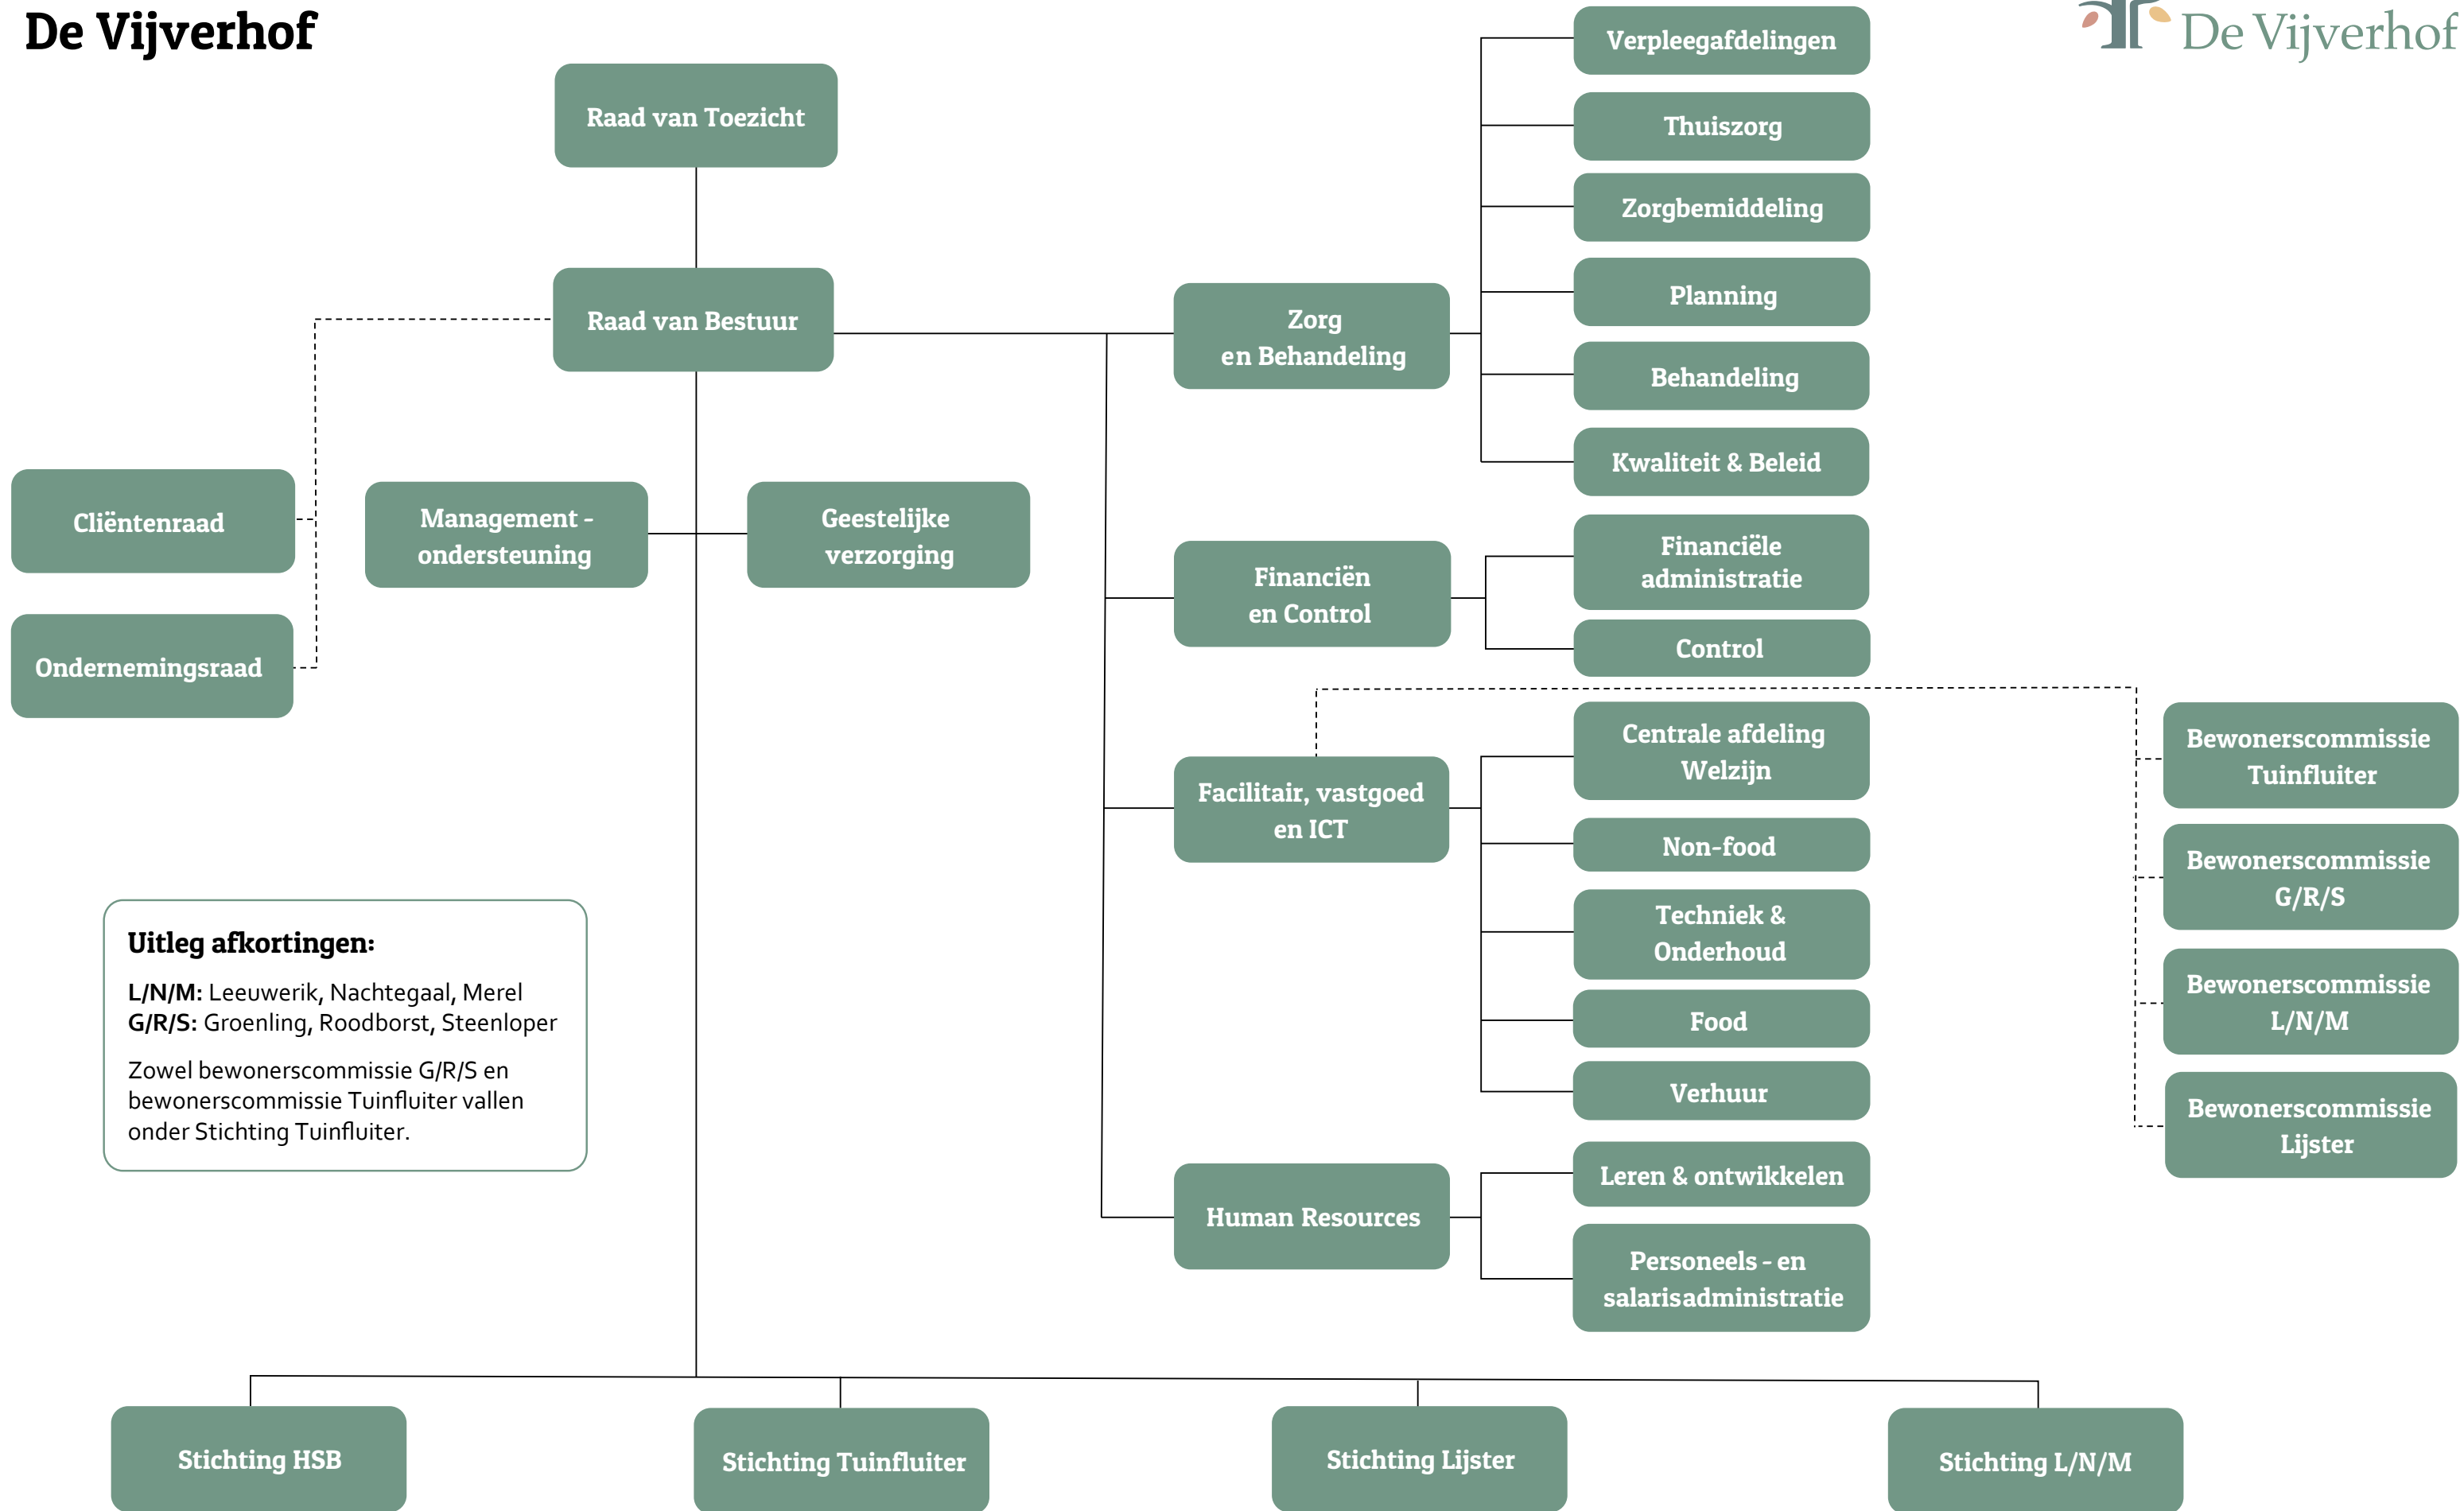 De Vijverhof
De Vijverhof
Raad van Toezicht
Raad van Bestuur
Cliëntenraad
Ondernemingsraad
Management -
ondersteuning
Geestelijke
verzorging
Zorg
en Behandeling
Verpleegafdelingen
Thuiszorg
Zorgbemiddeling
Planning
Behandeling
Kwaliteit & Beleid
Financiën
en Control
Financiële
administratie
Control
Facilitair, vastgoed
en ICT
Centrale afdeling
Welzijn
Non-food
Techniek &
Onderhoud
Food
Verhuur
Bewonerscommissie
Tuinfluiter
Bewonerscommissie
G/R/S
Bewonerscommissie
L/N/M
Bewonerscommissie
Lijster
Human Resources
Leren & ontwikkelen
Personeels - en
salarisadministratie
Uitleg afkortingen:
L/N/M: Leeuwerik, Nachtegaal, Merel
G/R/S: Groenling, Roodborst, Steenloper
Zowel bewonerscommissie G/R/S en
bewonerscommissie Tuinfluiter vallen
onder Stichting Tuinfluiter.
Stichting HSB
Stichting Tuinfluiter
Stichting Lijster
Stichting L/N/M